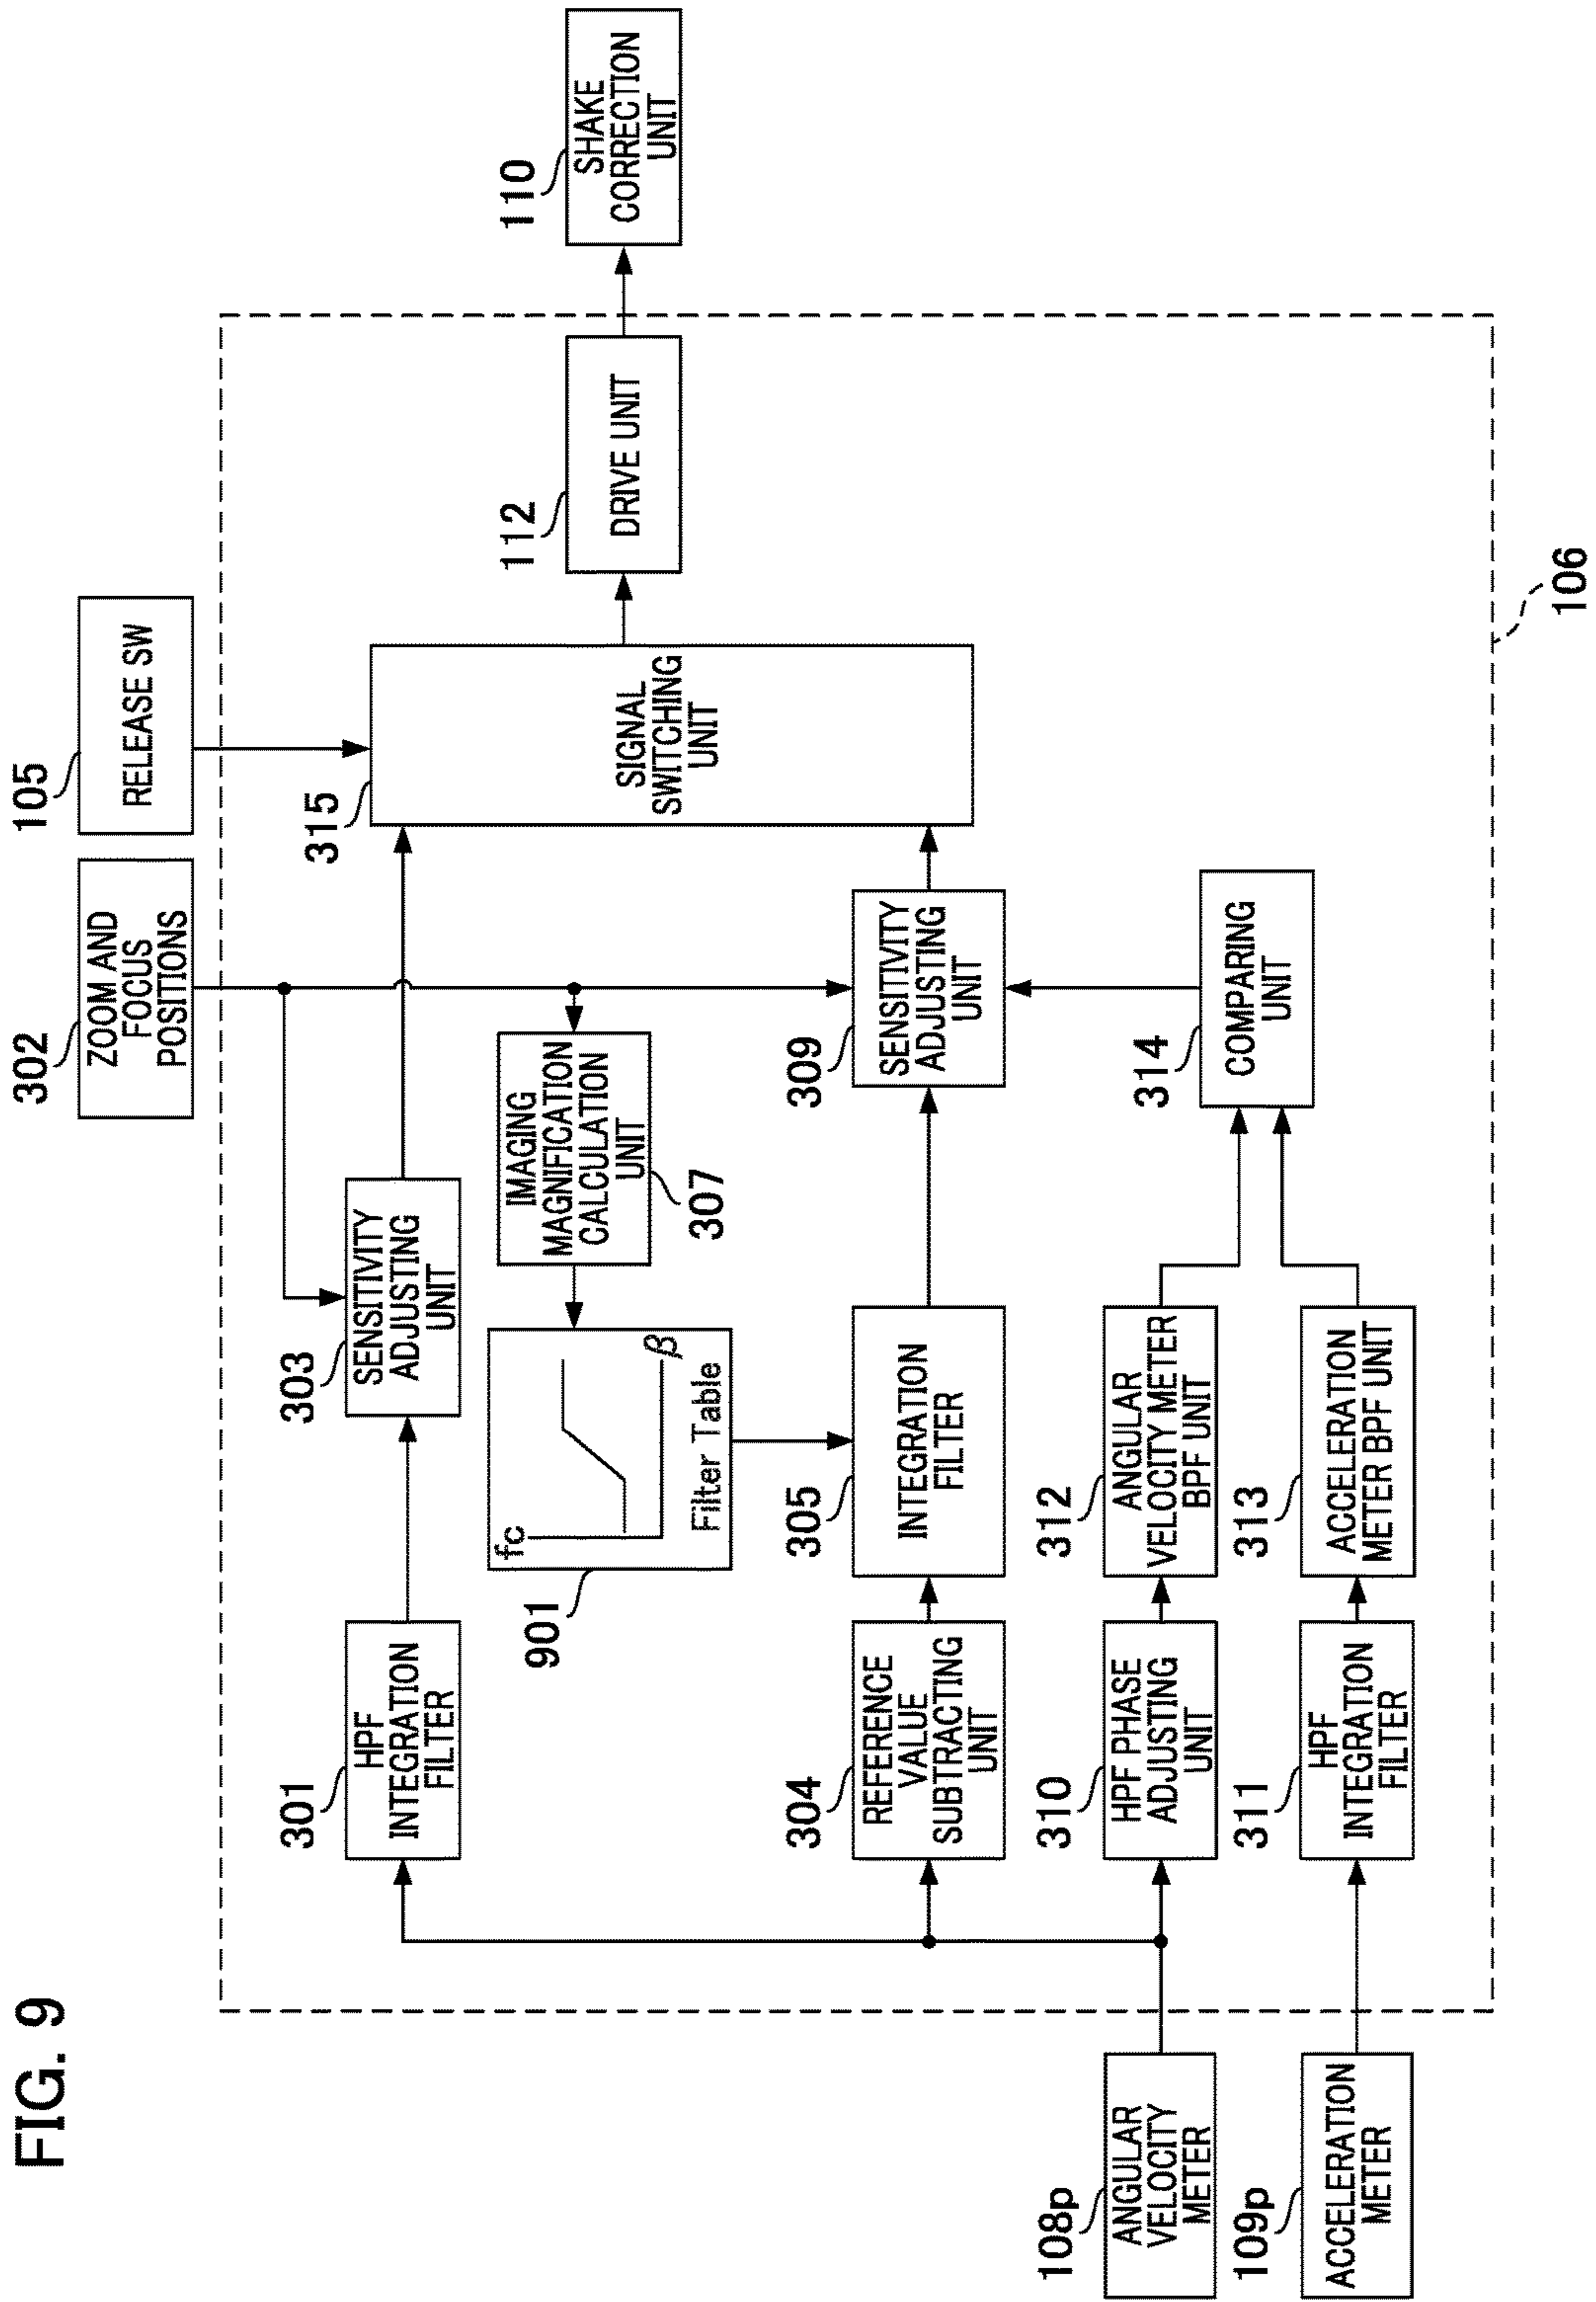 FIG. 9
302
ZOOM AND
FOCUS
POSITIONS
105
RELEASE SW
301
HPF
INTEGRATION
FILTER
303
SENSITIVITY
ADJUSTING
UNIT
315
SIGNAL
SWITCHING
UNIT
112
DRIVE UNIT
110
SHAKE
CORRECTION
UNIT
901
fc
β
Filter Table
IMAGING
MAGNIFICATION
CALCULATION
UNIT
307
304
REFERENCE
VALUE
SUBTRACTING
UNIT
305
INTEGRATION
FILTER
309
SENSITIVITY
ADJUSTING
UNIT
108p
ANGULAR
VELOCITY
METER
310
HPF PHASE
ADJUSTING
UNIT
312
ANGULAR
VELOCITY METER
BPF UNIT
314
COMPARING
UNIT
109p
ACCELERATION
METER
311
HPF
INTEGRATION
FILTER
313
ACCELERATION
METER BPF UNIT
106